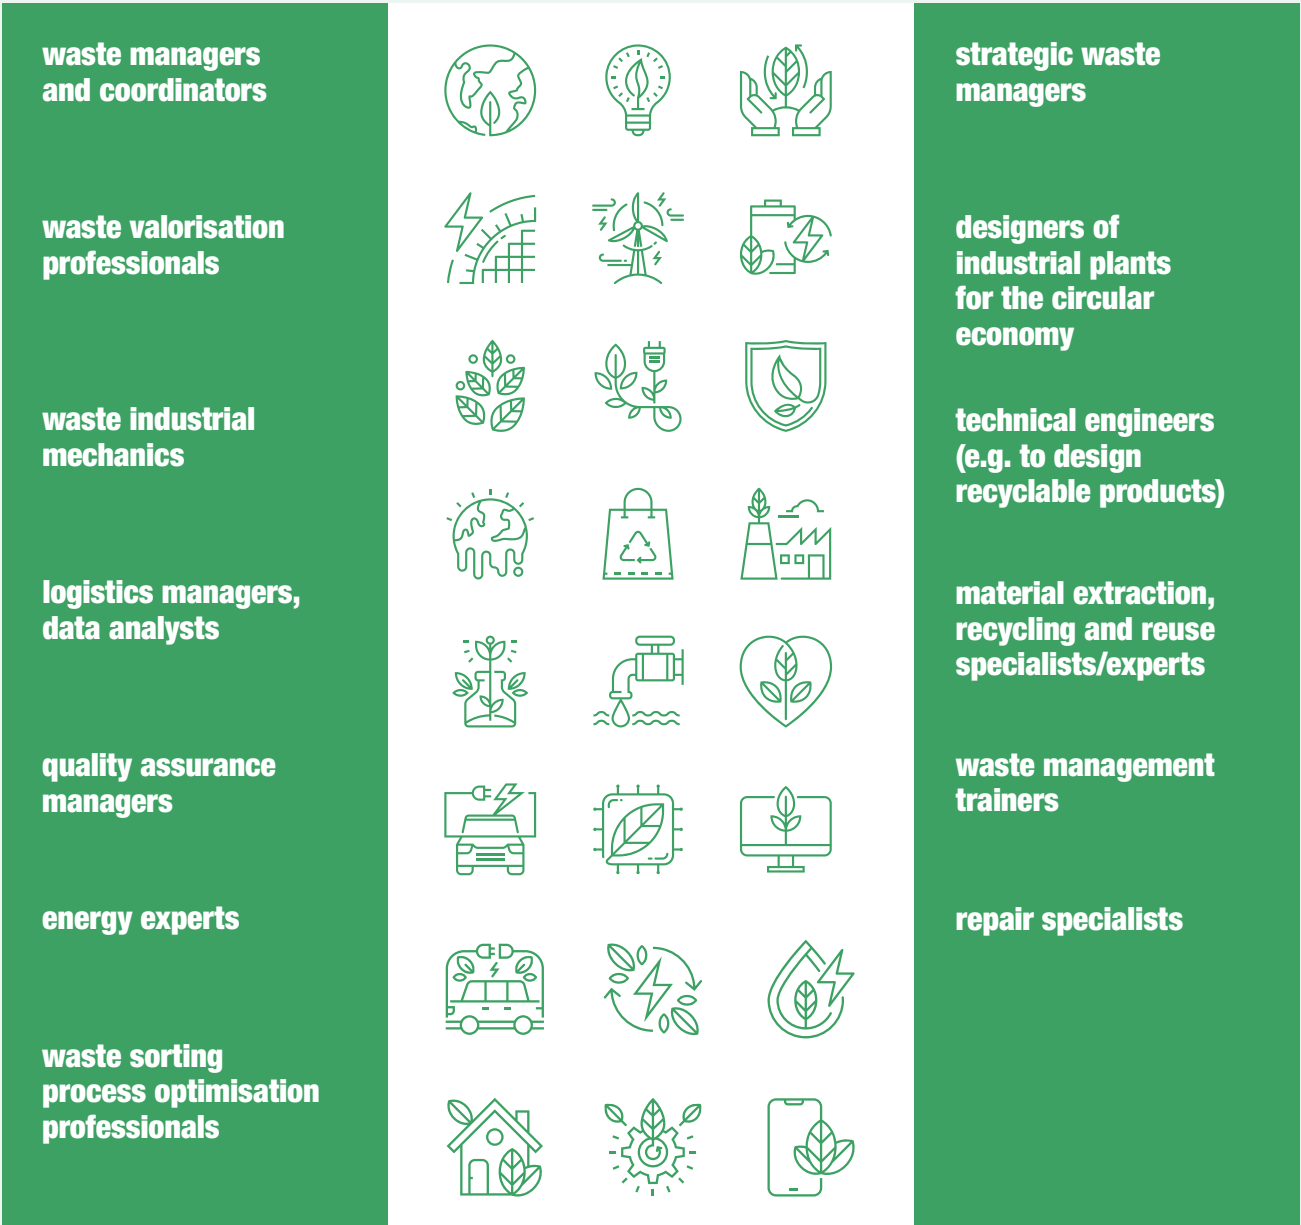 waste managers
and coordinators
waste valorisation
professionals
waste industrial
mechanics
logistics managers,
data analysts
quality assurance
managers
energy experts
waste sorting
process optimisation
professionals
strategic waste
managers
designers of
industrial plants
for the circular
economy
technical engineers
(e.g. to design
recyclable products)
material extraction,
recycling and reuse
specialists/experts
waste management
trainers
repair specialists